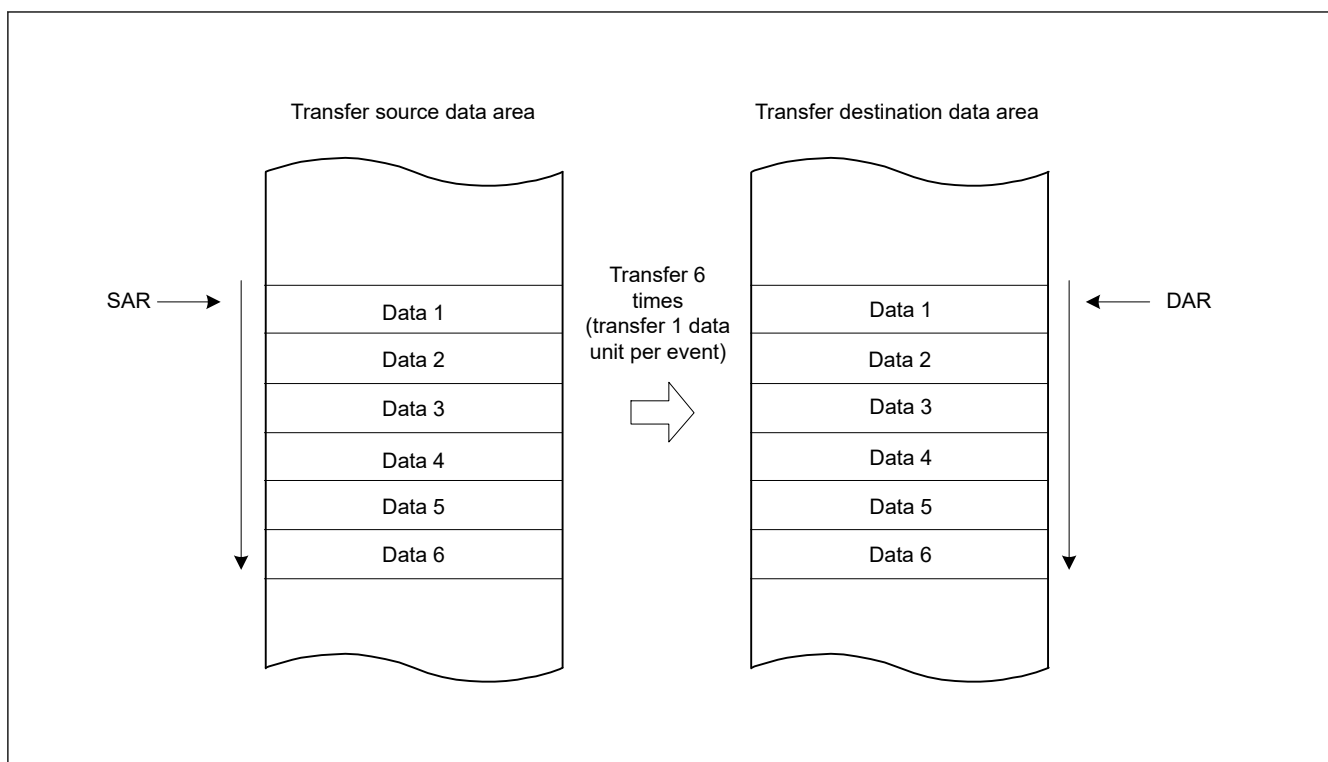 Transfer source data area
Transfer destination data area
SAR
Data 1
Data 2
Data 3
Data 4
Data 5
Data 6
Transfer 6
times
(transfer 1 data
unit per event)
Data 1
Data 2
Data 3
Data 4
Data 5
Data 6
DAR